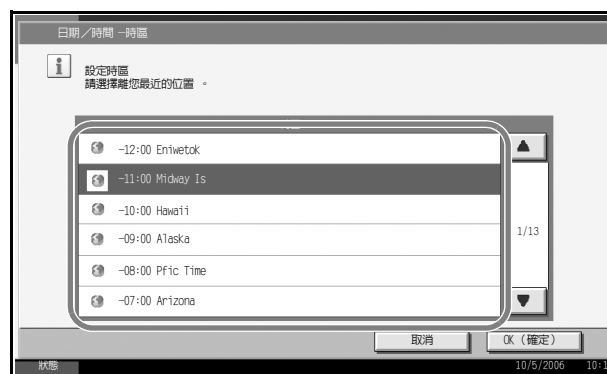 日期／時間 －時區
設定時區
請選擇離您最近的位置 。
-12:00 Eniwetok
-11:00 Midway Is
-10:00 Hawaii
-09:00 Alaska
1/13
-08:00 Pfic Time
-07:00 Arizona
取消
OK（確定）
狀態
10/5/2006 10:1